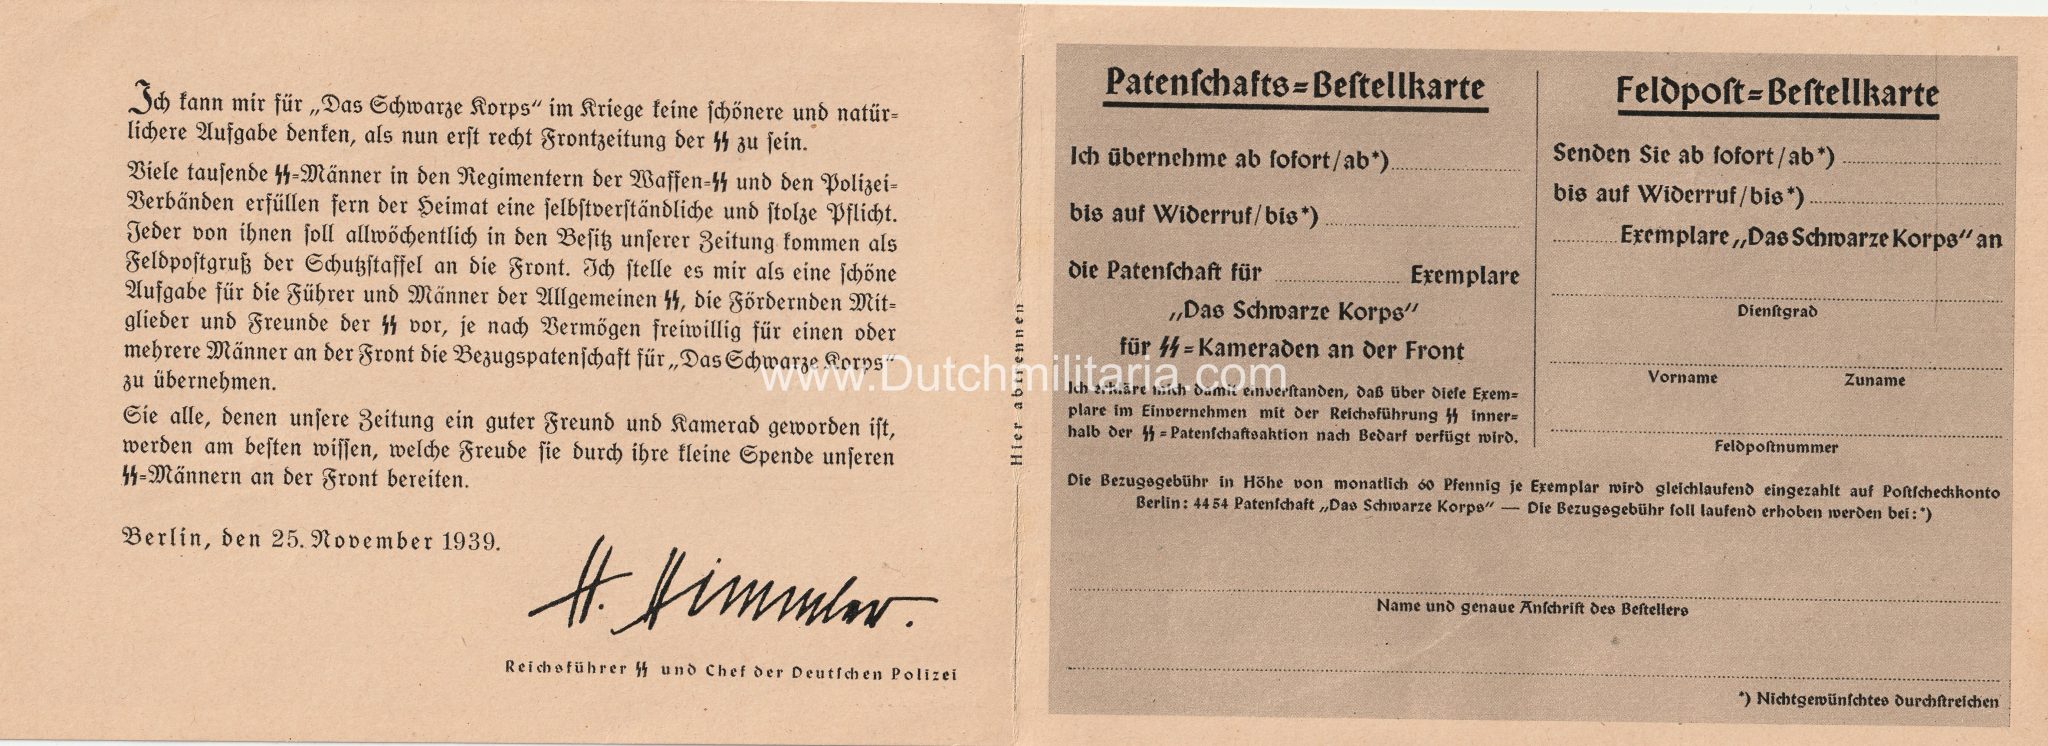 Ich kann mir für „Das Schwarze Korps“ im Kriege keine schönere und natür=
lichere Aufgabe denken, als nun erst recht Frontzeitung der SS zu sein.
Viele tausende SS=Männer in den Regimentern der Waffen=SS und den Polizei=
Verbänden erfüllen fern der Heimat eine selbstverständliche und stolze Pflicht.
Jeder von ihnen soll allwöchentlich in den Besitz unserer Zeitung kommen als
Feldpostgruß der Schutzstaffel an die Front. Ich stelle es mir als eine schöne
Aufgabe für die Führer und Männer der Allgemeinen SS, die Fördernden Mit=
glieder und Freunde der SS vor, je nach Vermögen freiwillig für einen oder
mehrere Männer an der Front die Bezugspatenschaft für „Das Schwarze Korps“
zu übernehmen.
Sie alle, denen unsere Zeitung ein guter Freund und Kamerad geworden ist,
werden am besten wissen, welche Freude sie durch ihre kleine Spende unseren
SS=Männern an der Front bereiten.
Berlin, den 25. November 1939.
H. Himmler.
Reichsführer SS und Chef der Deutschen Polizei
Hier abtrennen
Patenschafts=Bestellkarte
Ich übernehme ab sofort/ab*)
bis auf Widerruf/bis*)
die Patenschaft für Exemplare
„Das Schwarze Korps“
für SS=Kameraden an der Front
Ich erkläre mich damit einverstanden, daß über diese Exem=
plare im Einvernehmen mit der Reichsführung SS inner=
halb der SS=Patenschaftsaktion nach Bedarf verfügt wird.
Feldpost=Bestellkarte
Senden Sie ab sofort/ab*)
bis auf Widerruf/bis*)
Exemplare „Das Schwarze Korps“ an
Dienstgrad
Vorname Zuname
Feldpostnummer
Die Bezugsgebühr in Höhe von monatlich 60 Pfennig je Exemplar wird gleichlaufend eingezahlt auf Postscheckkonto
Berlin: 4454 Patenschaft „Das Schwarze Korps“ — Die Bezugsgebühr soll laufend erhoben werden bei:*)
Name und genaue Anschrift des Bestellers
*) Nichtgewünschtes durchstreichen
www.Dutchmilitaria.com